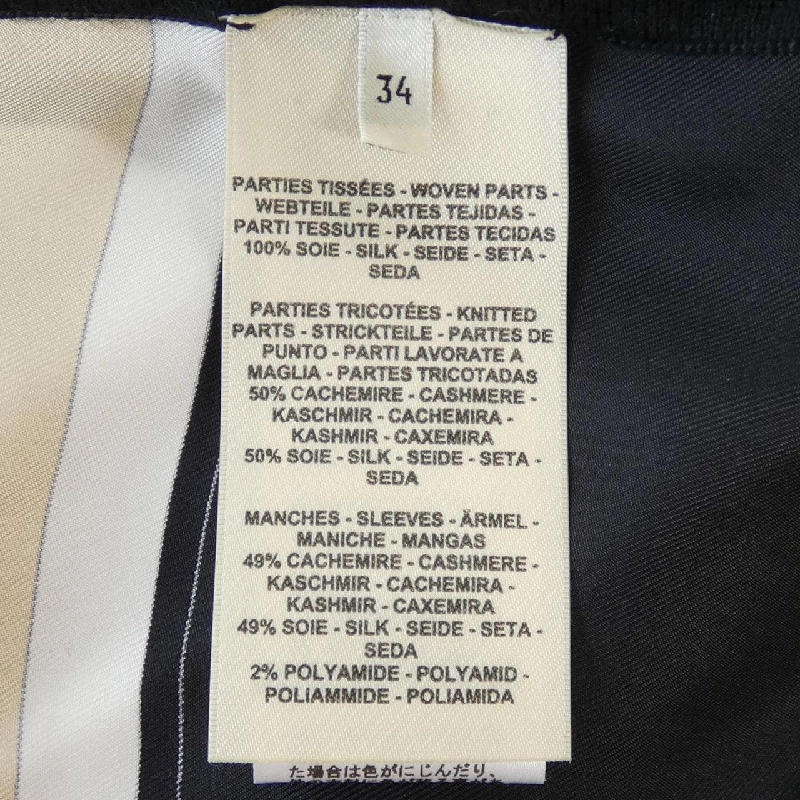 34
PARTIES TISSÉES - WOVEN PARTS -
WEBTEILE - PARTES TEJIDAS -
PARTI TESSUTE - PARTES TECIDAS
100% SOIE - SILK - SEIDE - SETA -
SEDA
PARTIES TRICOTÉES - KNITTED
PARTS - STRICKTEILE - PARTES DE
PUNTO - PARTI LAVORATE A
MAGLIA - PARTES TRICOTADAS
50% CACHEMIRE - CASHMERE -
KASCHMIR - CACHEMIRA -
KASHMIR - CAXEMIRA
50% SOIE - SILK - SEIDE - SETA -
SEDA
MANCHES - SLEEVES - ÄRMEL -
MANICHE - MANGAS
49% CACHEMIRE - CASHMERE -
KASCHMIR - CACHEMIRA -
KASHMIR - CAXEMIRA
49% SOIE - SILK - SEIDE - SETA -
SEDA
2% POLYAMIDE - POLYAMID -
POLIAMMIDE - POLIAMIDA
た場合は色がにじんだり、